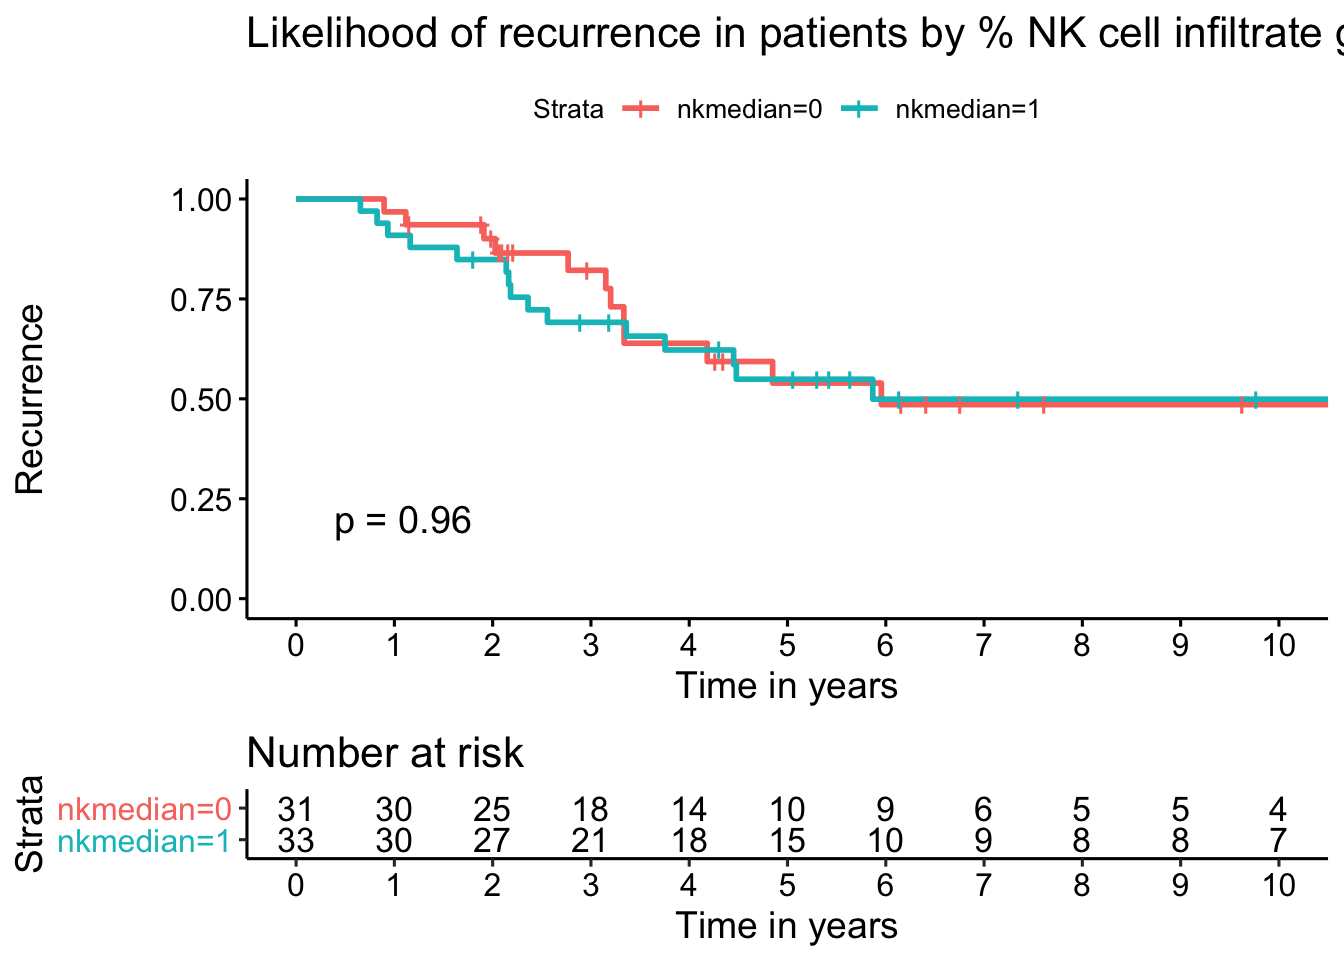 Likelihood of recurrence in patients by % NK cell infiltrate
Strata nkmedian=0 nkmedian=1
1.00
0.75
0.50
0.25
0.00
Recurrence
p = 0.96
0 1 2 3 4 5 6 7 8 9 10
Time in years
Number at risk
Strata
nkmedian=0 31 30 25 18 14 10 9 6 5 5 4
nkmedian=1 33 30 27 21 18 15 10 9 8 8 7
0 1 2 3 4 5 6 7 8 9 10
Time in years